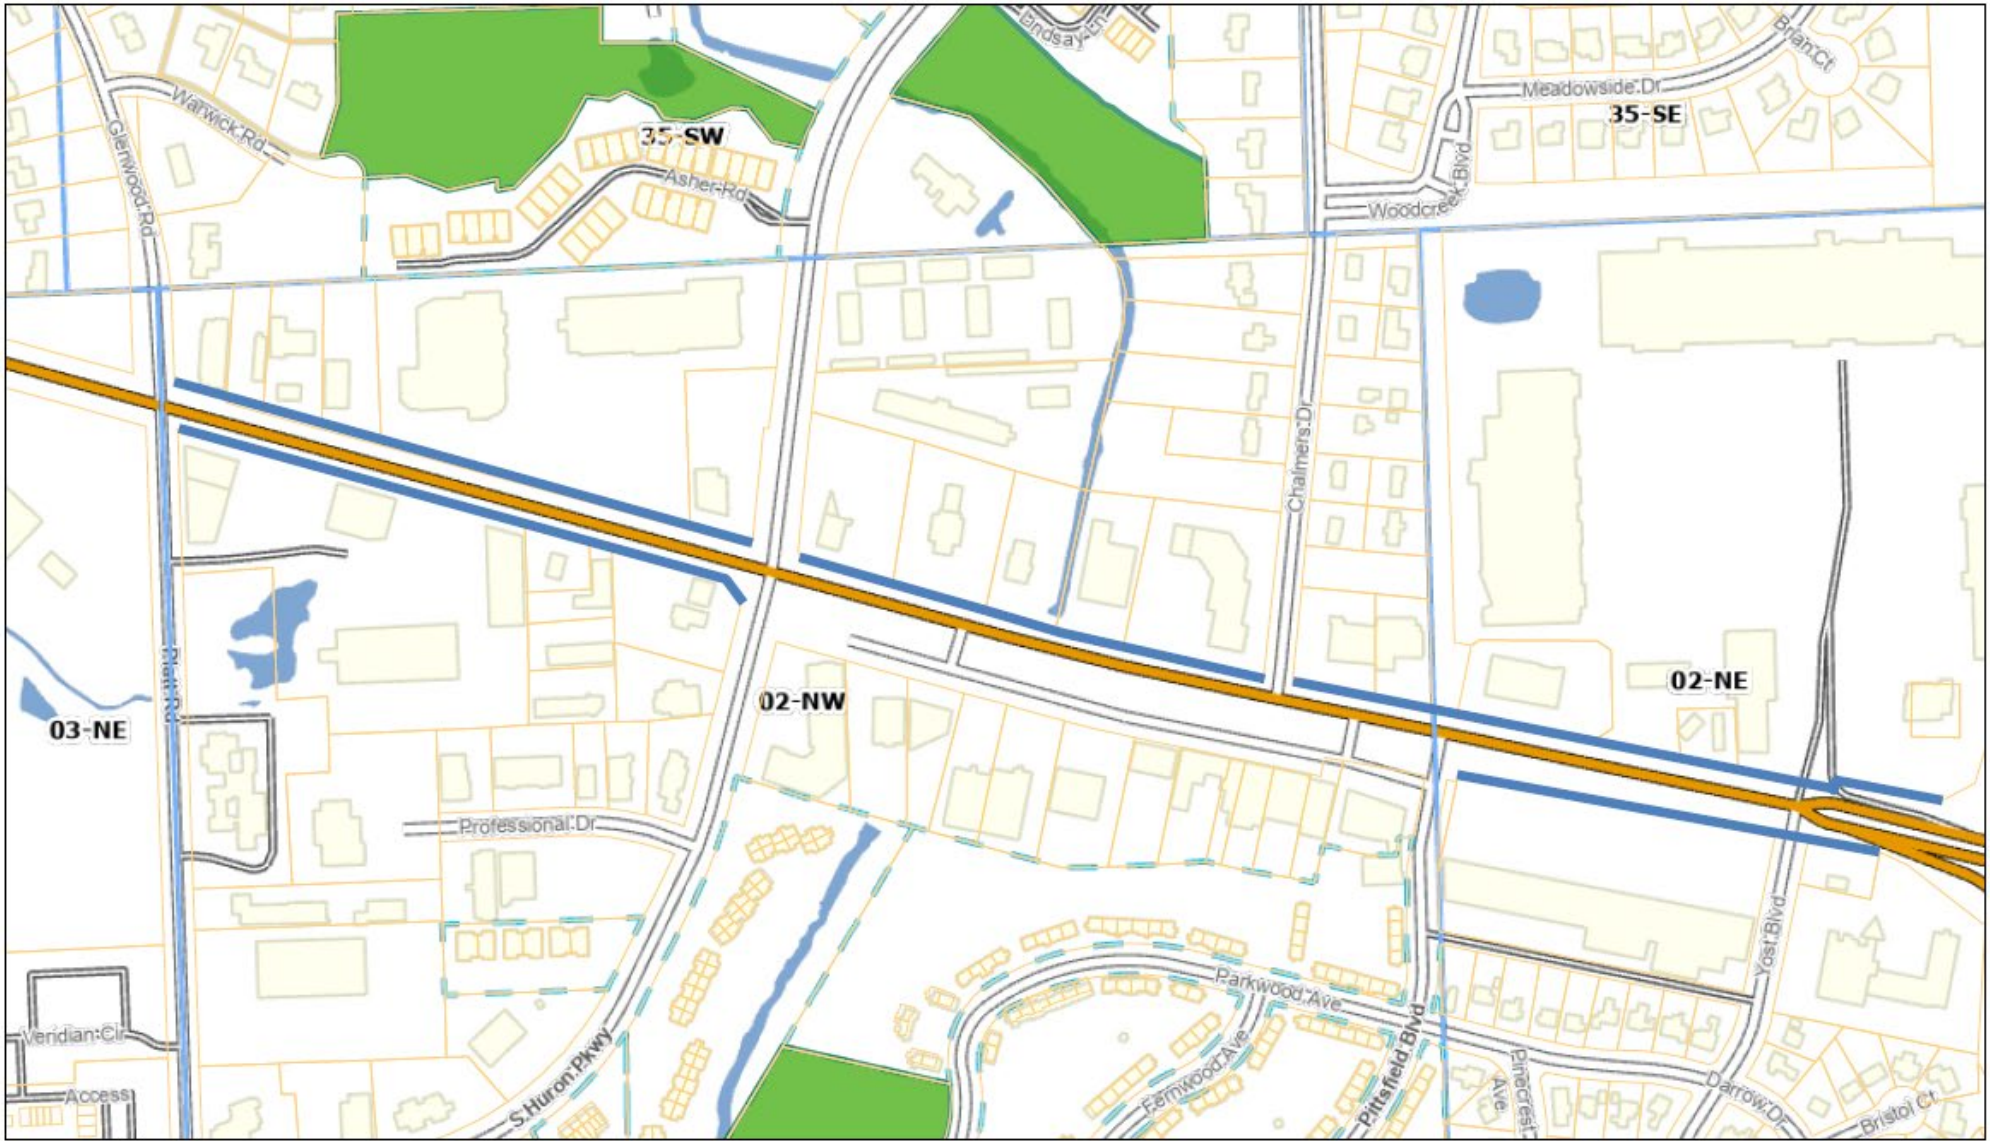 Lindsay Ln
Brian Ct
Meadowside Dr
35-SE
Warwick Rd
35-SW
Glenwood Rd
Asher Rd
Woodcreek Blvd
Chalmers Dr
Platt Rd
02-NE
02-NW
03-NE
Professional Dr
Yost Blvd
Parkwood Ave
Veridian Cir
S Huron Pkwy
Fernwood Ave
Pittsfield Blvd
Pinecrest
Ave
Darrow Dr
Access
Bristol Ct